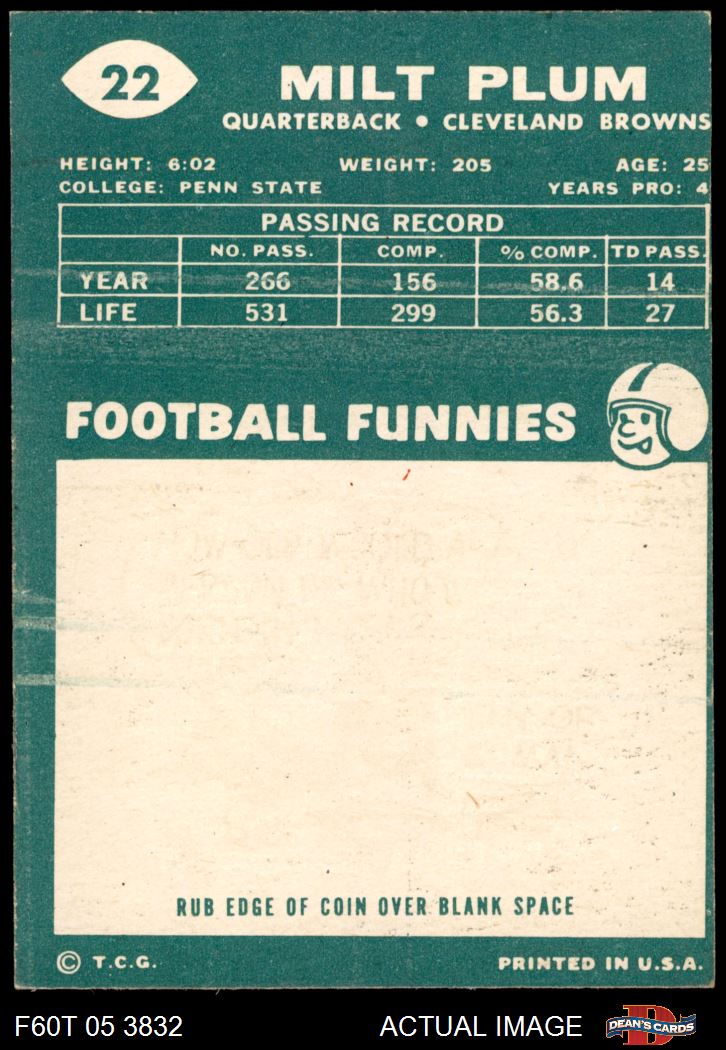 22
MILT PLUM
QUARTERBACK • CLEVELAND BROWNS
HEIGHT: 6:02 WEIGHT: 205 AGE: 25
COLLEGE: PENN STATE YEARS PRO: 4
PASSING RECORD
NO. PASS. COMP. % COMP. TD PASS.
YEAR 266 156 58.6 14
LIFE 531 299 56.3 27
FOOTBALL FUNNIES
RUB EDGE OF COIN OVER BLANK SPACE
© T.C.G. PRINTED IN U.S.A.
F60T 05 3832 ACTUAL IMAGE DEAN'S CARDS